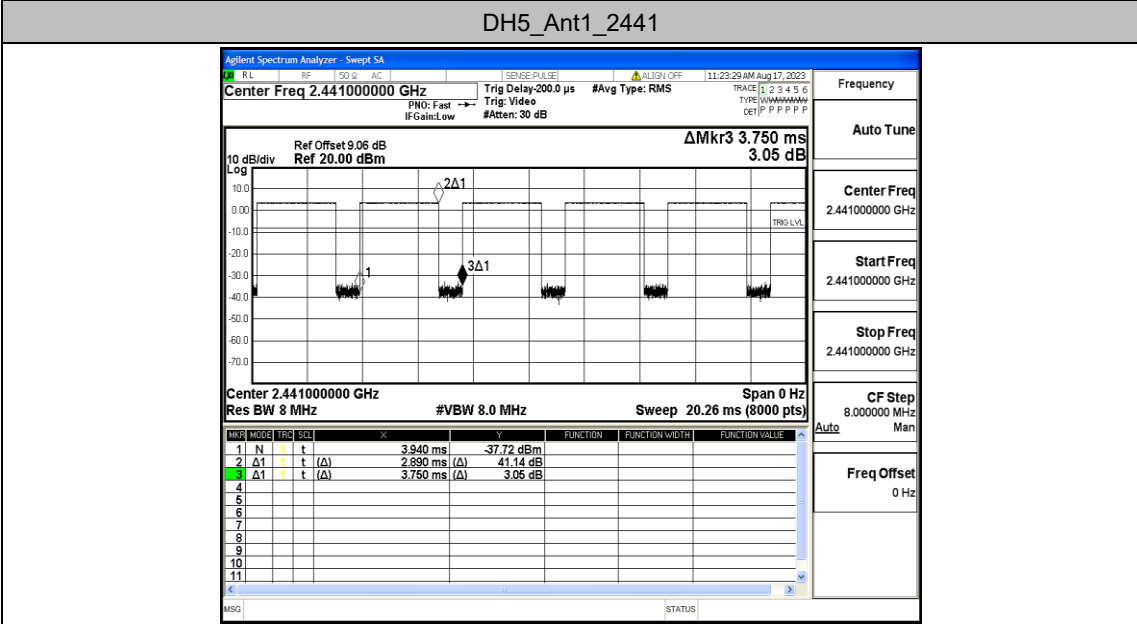 DH5_Ant1_2441
Agilent Spectrum Analyzer - Swept SA
LXI RL RF 50 Ω AC SENSE:PULSE ALIGN OFF 11:23:29 AM Aug 17, 2023
Center Freq 2.441000000 GHz
PNO: Fast
IFGain:Low
Trig Delay-200.0 µs
Trig: Video
#Atten: 30 dB
#Avg Type: RMS
TRACE 1 2 3 4 5 6
TYPE
DET P P P P P P
ΔMkr3 3.750 ms
3.05 dB
Ref Offset 9.06 dB
10 dB/div Ref 20.00 dBm
Log
10.0
0.00
-10.0
-20.0
-30.0
-40.0
-50.0
-60.0
-70.0
2Δ1
TRIG LVL
1
3Δ1
Center 2.441000000 GHz Span 0 Hz
Res BW 8 MHz #VBW 8.0 MHz Sweep 20.26 ms (8000 pts)
MKR MODE TRC SCL X Y FUNCTION FUNCTION WIDTH FUNCTION VALUE
1 N 1 t 3.940 ms -37.72 dBm
2 Δ1 1 t (Δ) 2.890 ms (Δ) 41.14 dB
3 Δ1 1 t (Δ) 3.750 ms (Δ) 3.05 dB
4
5
6
7
8
9
10
11
MSG STATUS
Frequency
Auto Tune
Center Freq
2.441000000 GHz
Start Freq
2.441000000 GHz
Stop Freq
2.441000000 GHz
CF Step
8.000000 MHz
Auto Man
Freq Offset
0 Hz